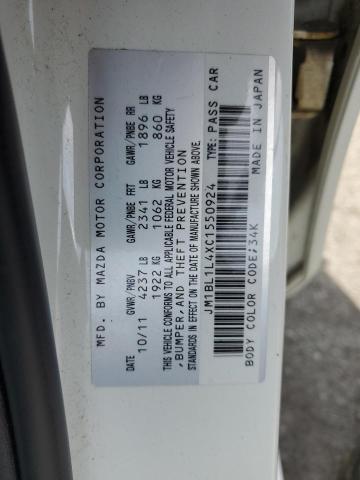 MFD. BY MAZDA MOTOR CORPORATION
DATE GVWR/PNBV GAWR/PNBE FRT GAWR/PNBE RR
10/11 4237 LB 2341 LB 1896 LB
1922 KG 1062 KG 860 KG
THIS VEHICLE CONFORMS TO ALL APPLICABLE FEDERAL MOTOR VEHICLE SAFETY
,BUMPER,AND THEFT PREVENTION
STANDARDS IN EFFECT ON THE DATE OF MANUFACTURE SHOWN ABOVE.
JM1BL1L4XC1550924 TYPE: PASS CAR
BODY COLOR CODE/34K MADE IN JAPAN